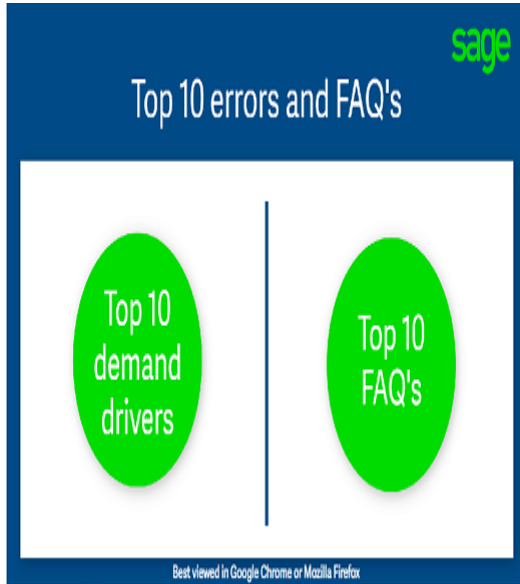 sage
Top 10 errors and FAQ's
Top 10
demand
drivers
Top 10
FAQ's
Best viewed in Google Chrome or Mozilla Firefox